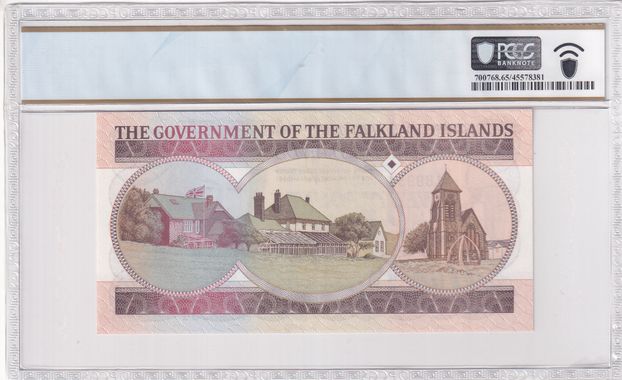 PCGS
BANKNOTE
700768.65/45578381
THE GOVERNMENT OF THE FALKLAND ISLANDS